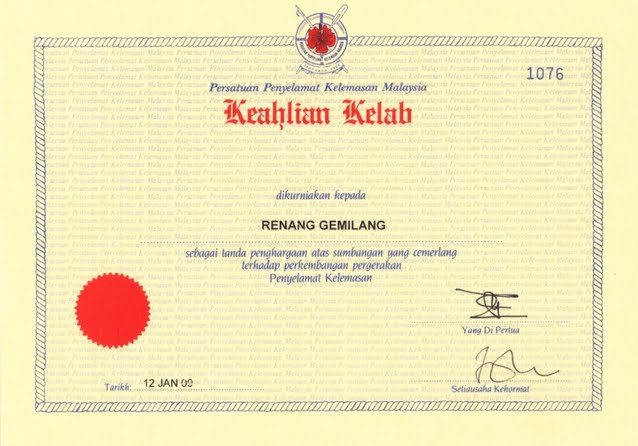 1076
Persatuan Penyelamat Kelemasan Malaysia
Keahlian Kelab
dikurniakan kepada
RENANG GEMILANG
sebagai tanda penghargaan atas sumbangan yang cemerlang
terhadap perkembangan pergerakan
Penyelamat Kelemasan
Yang Di Pertua
Setiausaha Kehormat
Tarikh: 12 JAN 09